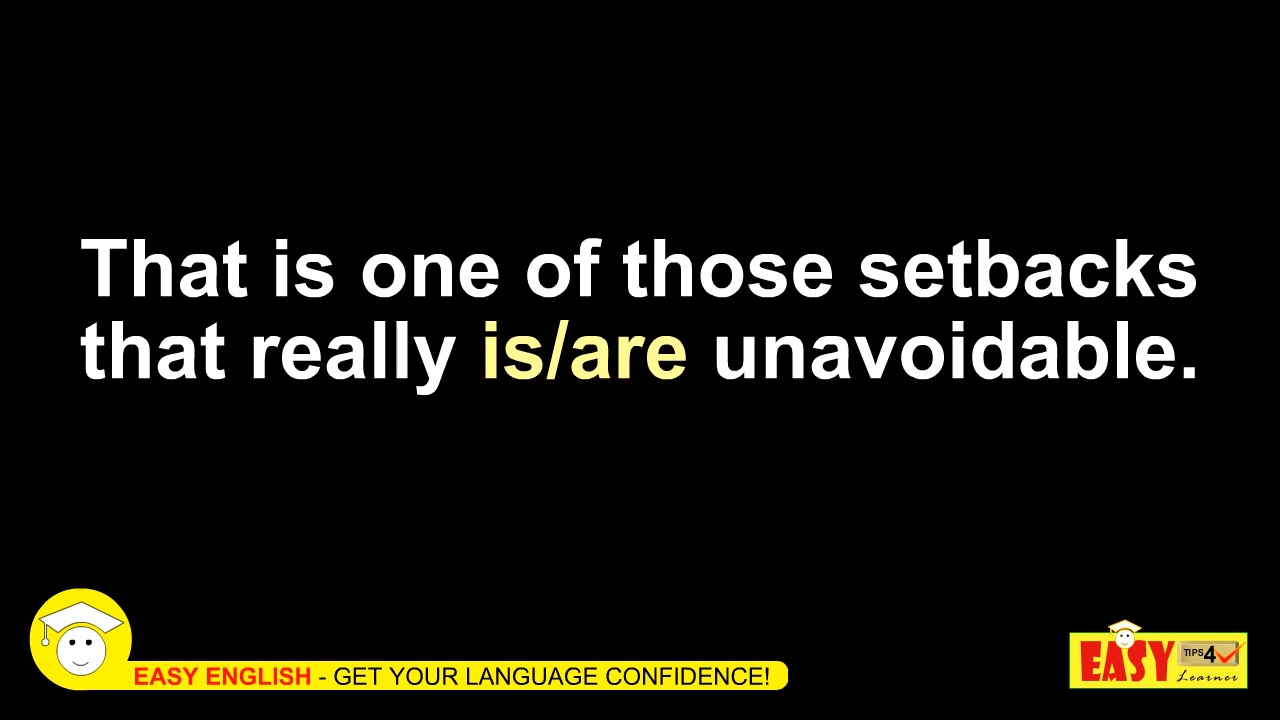 That is one of those setbacks
that really is/are unavoidable.
EASY ENGLISH - GET YOUR LANGUAGE CONFIDENCE!
EASY TIPS4
Learner